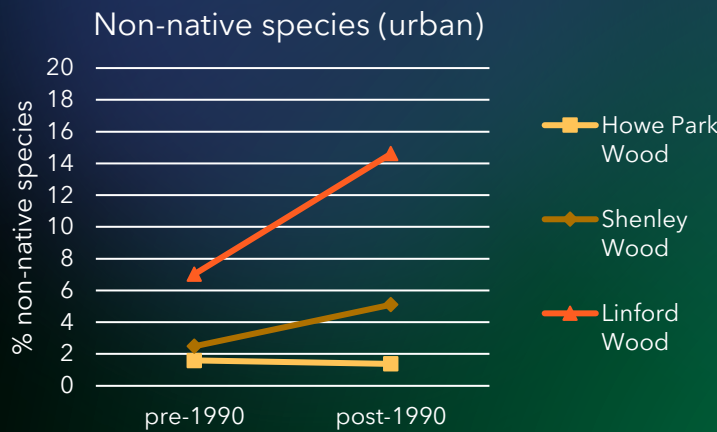 Non-native species (urban)
% non-native species
20
18
16
14
12
10
8
6
4
2
0
pre-1990
post-1990
Howe Park
Wood
Shenley
Wood
Linford
Wood